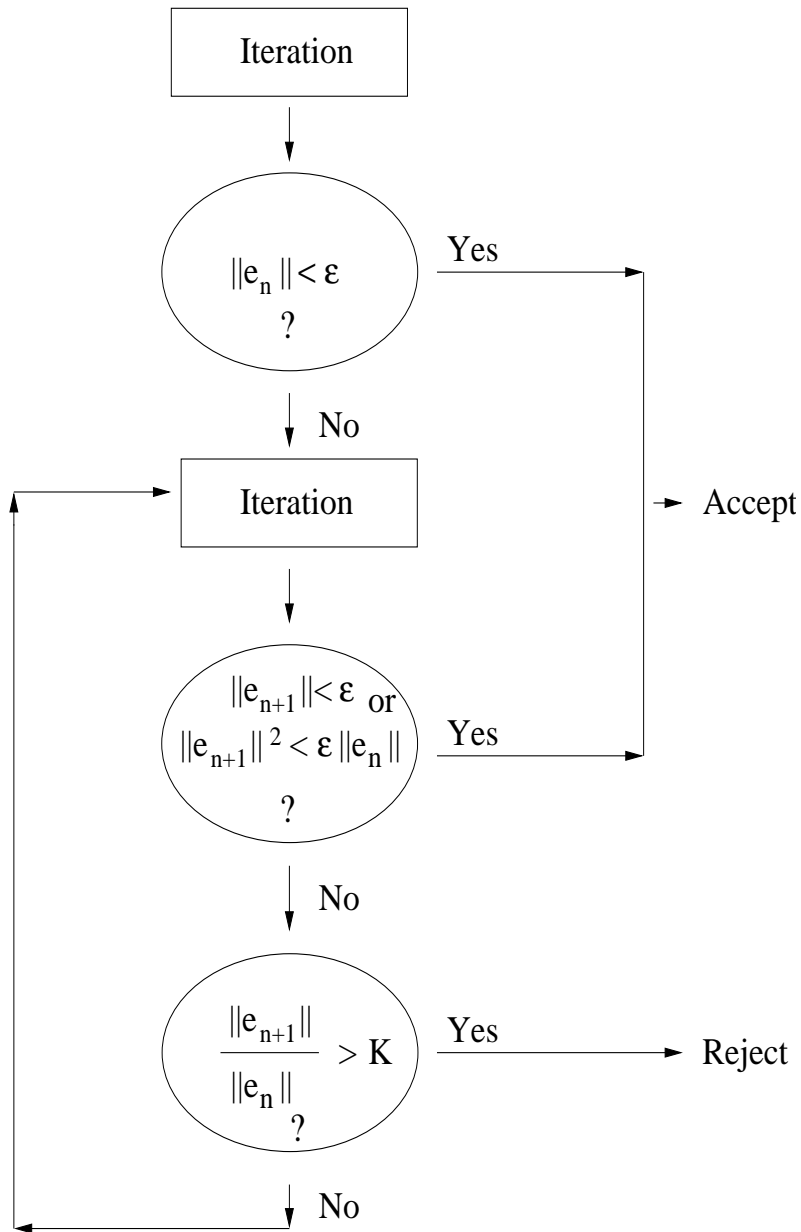 Iteration
||e_n|| < ε
?
Yes
No
Iteration
Accept
||e_{n+1}|| < ε or
||e_{n+1}||^2 < ε ||e_n||
?
Yes
No
||e_{n+1}||
> K
||e_n||
?
Yes
Reject
No